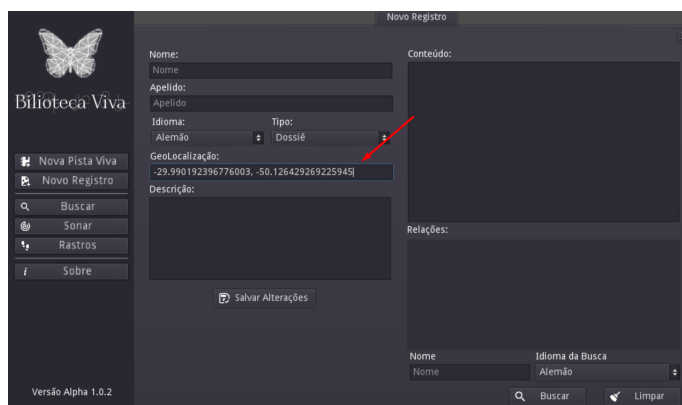 Novo Registro
Bilioteca Viva
Nova Pista Viva
Novo Registro
Buscar
Sonar
Rastros
Sobre
Versão Alpha 1.0.2
Nome:
Nome
Apelido:
Apelido
Idioma:
Tipo:
Alemão
Dossiê
GeoLocalização:
-29.990192396776003, -50.126429269225945
Descrição:
Salvar Alterações
Conteúdo:
Relações:
Nome
Idioma da Busca
Nome
Alemão
Buscar
Limpar